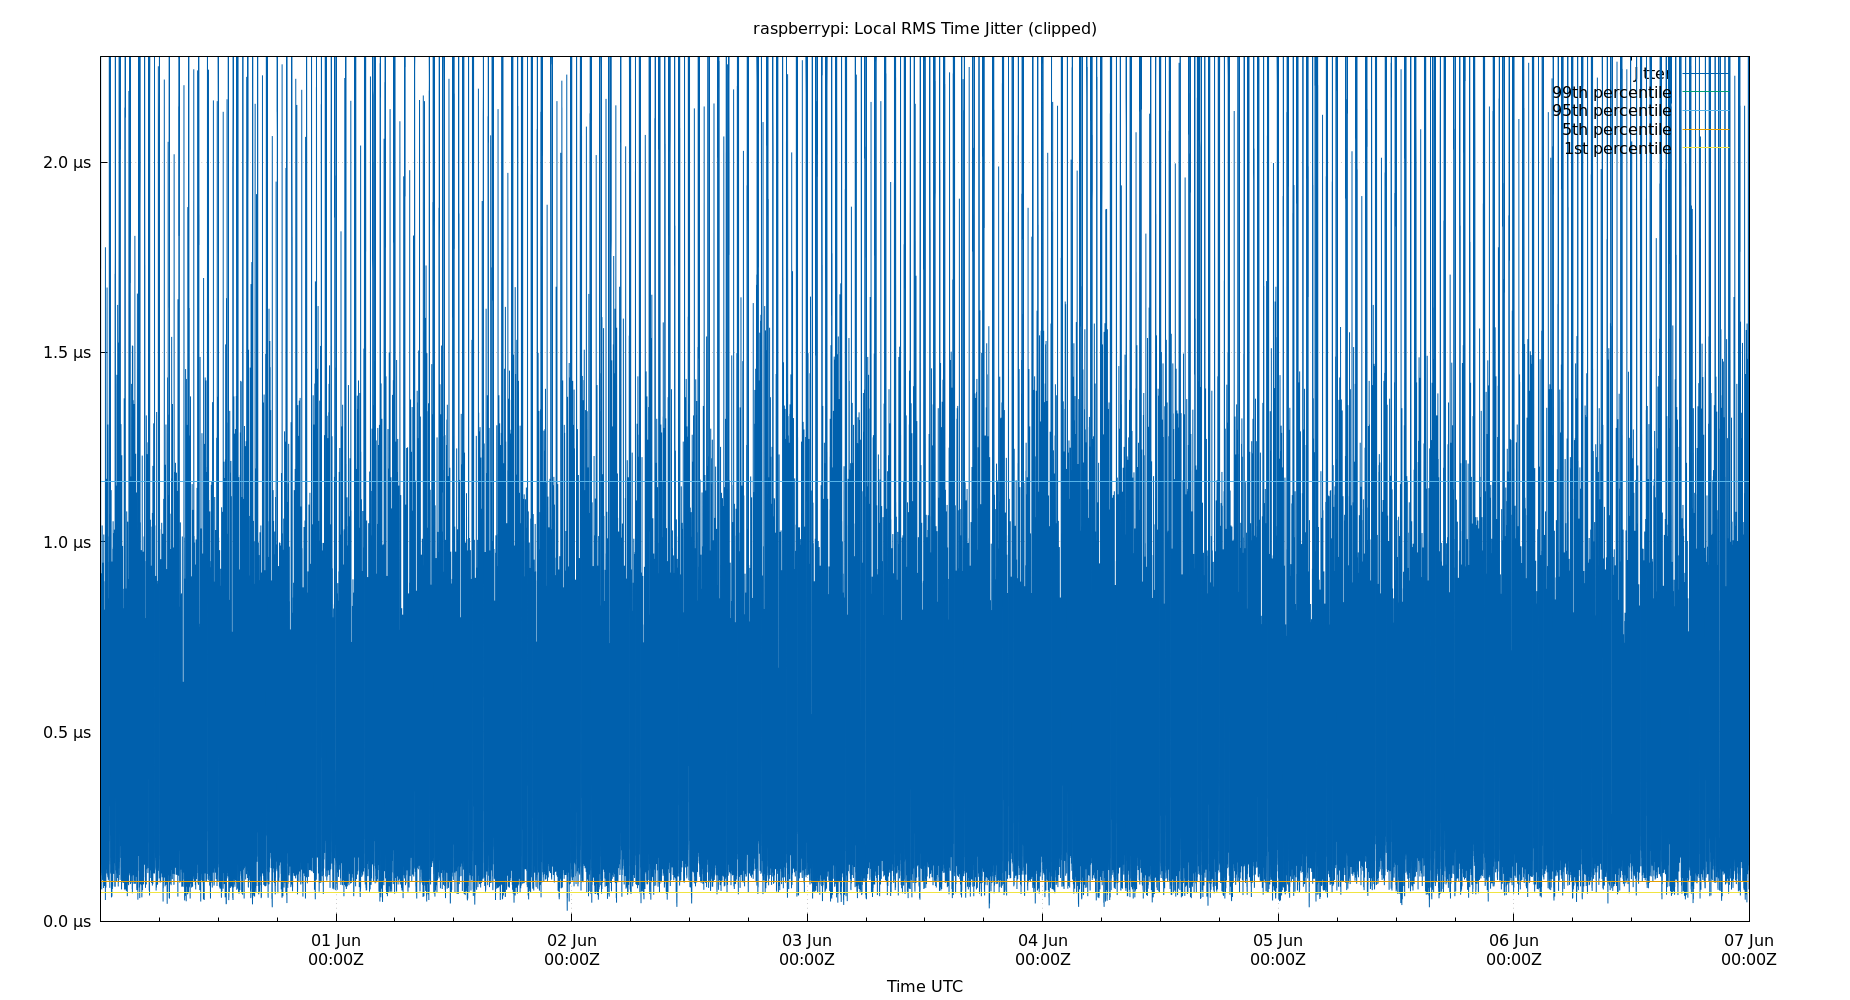 raspberrypi: Local RMS Time Jitter (clipped)
jitter
99th percentile
95th percentile
5th percentile
1st percentile
2.0 μs
1.5 μs
1.0 μs
0.5 μs
0.0 μs
01 Jun
00:00Z
02 Jun
00:00Z
03 Jun
00:00Z
04 Jun
00:00Z
05 Jun
00:00Z
06 Jun
00:00Z
07 Jun
00:00Z
Time UTC